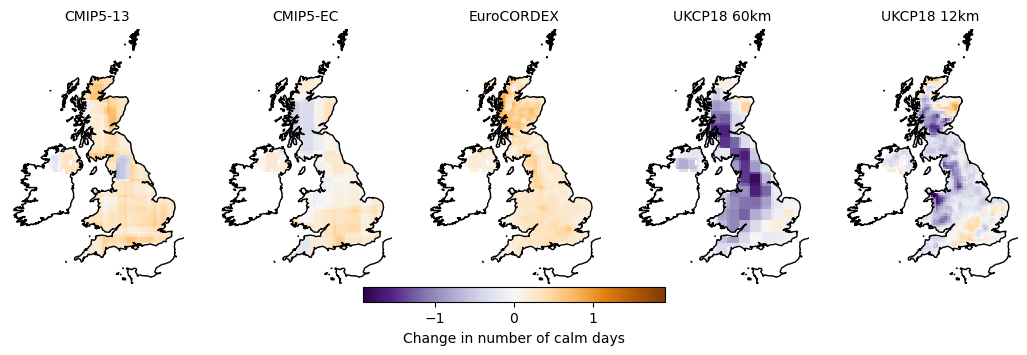 CMIP5-13 CMIP5-EC EuroCORDEX UKCP18 60km UKCP18 12km
−1 0 1
Change in number of calm days